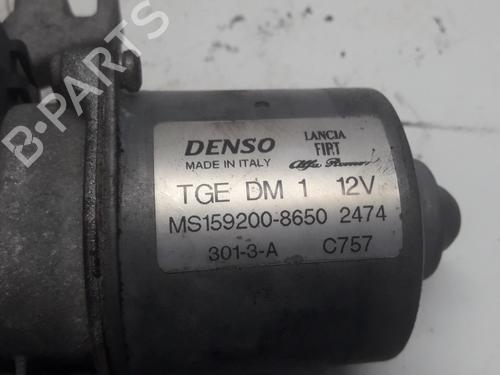 B-PARTS
DENSO
MADE IN ITALY
LANCIA
FIAT
Alfa Romeo
TGE DM 1 12V
MS159200-8650 2474
301-3-A C757